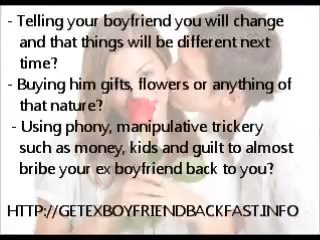 - Telling your boyfriend you will change
and that things will be different next
time?
- Buying him gifts, flowers or anything of
that nature?
- Using phony, manipulative trickery
such as money, kids and guilt to almost
bribe your ex boyfriend back to you?
HTTP://GETEXBOYFRIENDBACKFAST.INFO